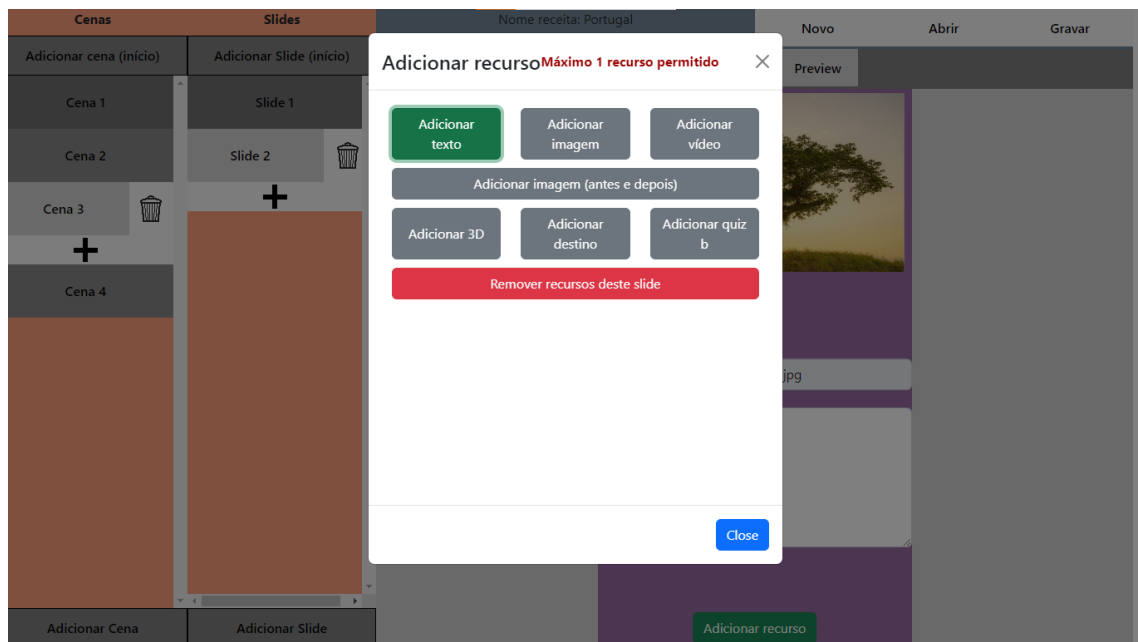 Cenas
Slides
Nome receita: Portugal
Novo
Abrir
Gravar
Adicionar cena (início)
Adicionar Slide (início)
Adicionar recurso Máximo 1 recurso permitido
Preview
Cena 1
Slide 1
Adicionar texto
Adicionar imagem
Adicionar vídeo
Cena 2
Slide 2
Adicionar imagem (antes e depois)
Cena 3
Adicionar 3D
Adicionar destino
Adicionar quiz b
Remover recursos deste slide
Cena 4
jpg
Close
Adicionar Cena
Adicionar Slide
Adicionar recurso